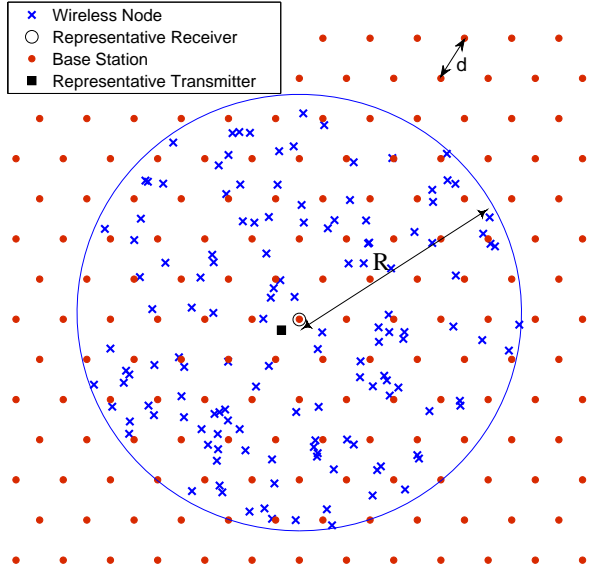 Wireless Node
Representative Receiver
Base Station
Representative Transmitter
d
R